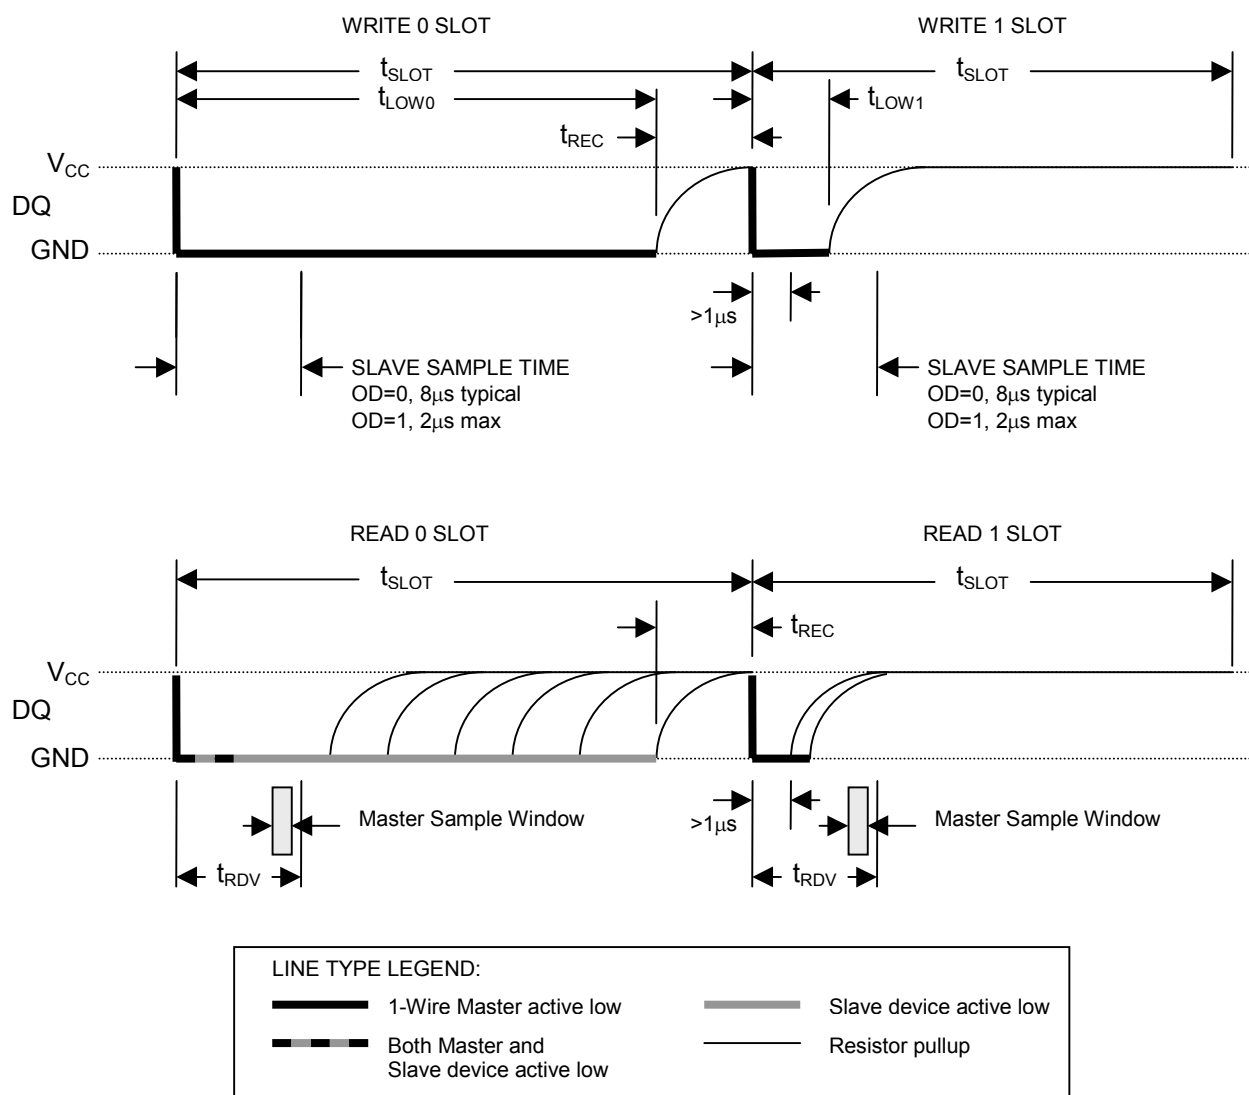 WRITE 0 SLOT
WRITE 1 SLOT
tSLOT
tSLOT
tLOW0
tLOW1
tREC
VCC
DQ
GND
>1μs
SLAVE SAMPLE TIME
OD=0, 8μs typical
OD=1, 2μs max
SLAVE SAMPLE TIME
OD=0, 8μs typical
OD=1, 2μs max
READ 0 SLOT
READ 1 SLOT
tSLOT
tSLOT
tREC
VCC
DQ
GND
Master Sample Window
>1μs
Master Sample Window
tRDV
tRDV
LINE TYPE LEGEND:
1-Wire Master active low
Slave device active low
Both Master and
Slave device active low
Resistor pullup